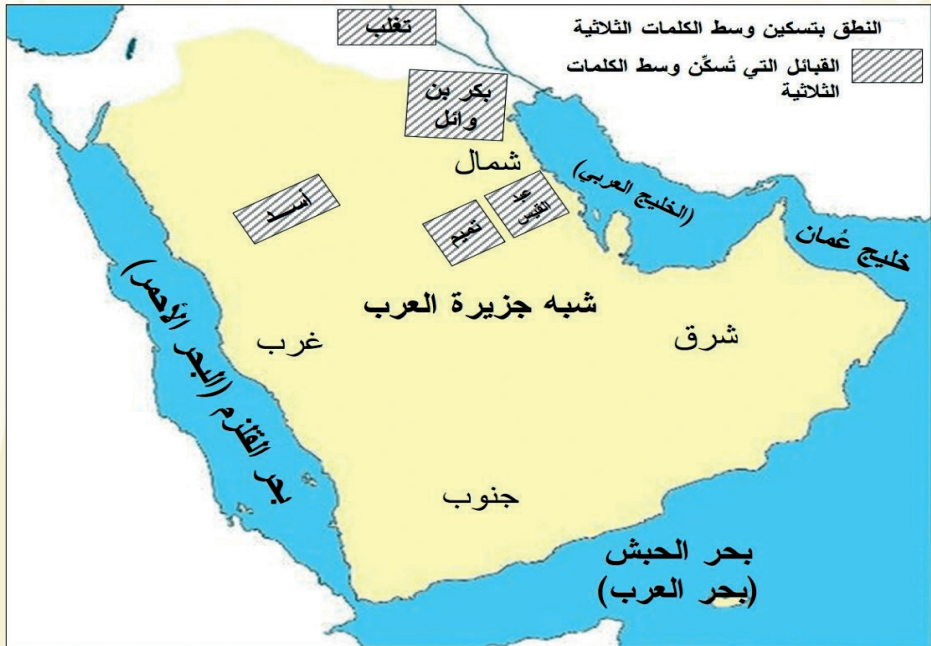 النطق بتسكين وسط الكلمات الثلاثية
القبائل التي تُسكِّن وسط الكلمات
الثلاثية
تغلب
بكر بن
وائل
شمال
عبد
القيس
تميم
أســد
(الخليج العربي)
خليج عُمان
شبه جزيرة العرب
شرق
غرب
بحر القلزم (البحر الأحمر)
جنوب
بحر الحبش
(بحر العرب)